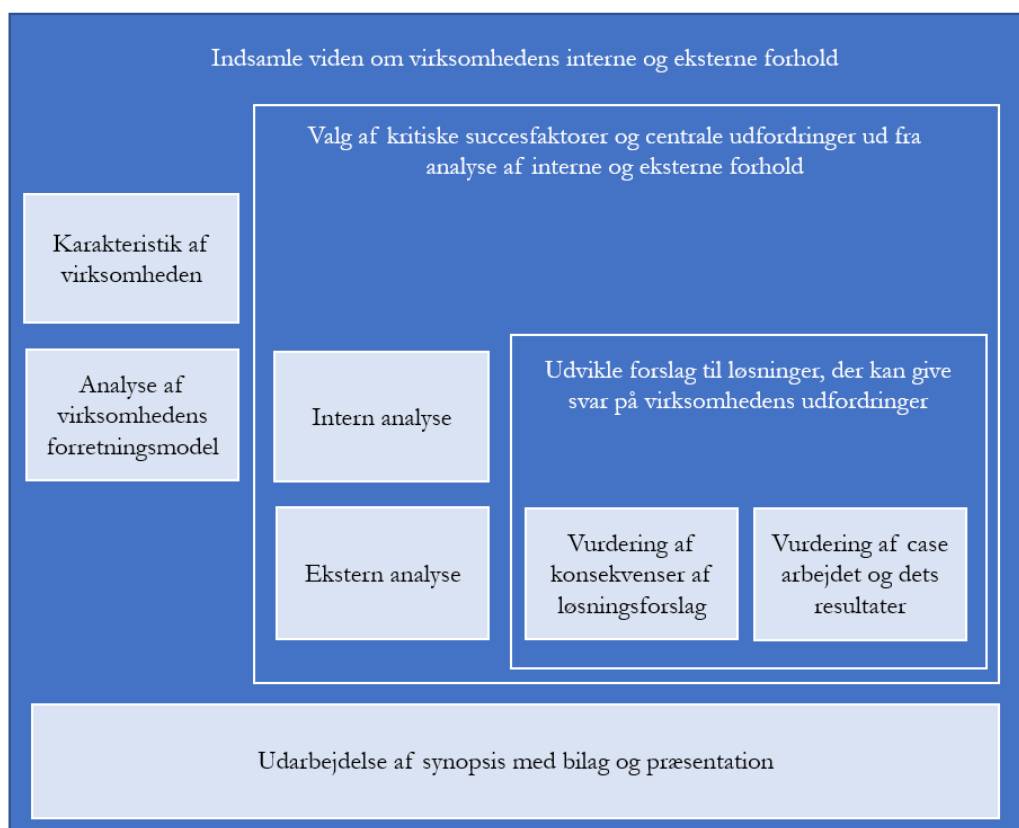 Indsamle viden om virksomhedens interne og eksterne forhold
Valg af kritiske succesfaktorer og centrale udfordringer ud fra
analyse af interne og eksterne forhold
Karakteristik af
virksomheden
Analyse af
virksomhedens
forretningsmodel
Intern analyse
Ekstern analyse
Udvikle forslag til løsninger, der kan give
svar på virksomhedens udfordringer
Vurdering af
konsekvenser af
løsningsforslag
Vurdering af case
arbejdet og dets
resultater
Udarbejdelse af synopsis med bilag og præsentation